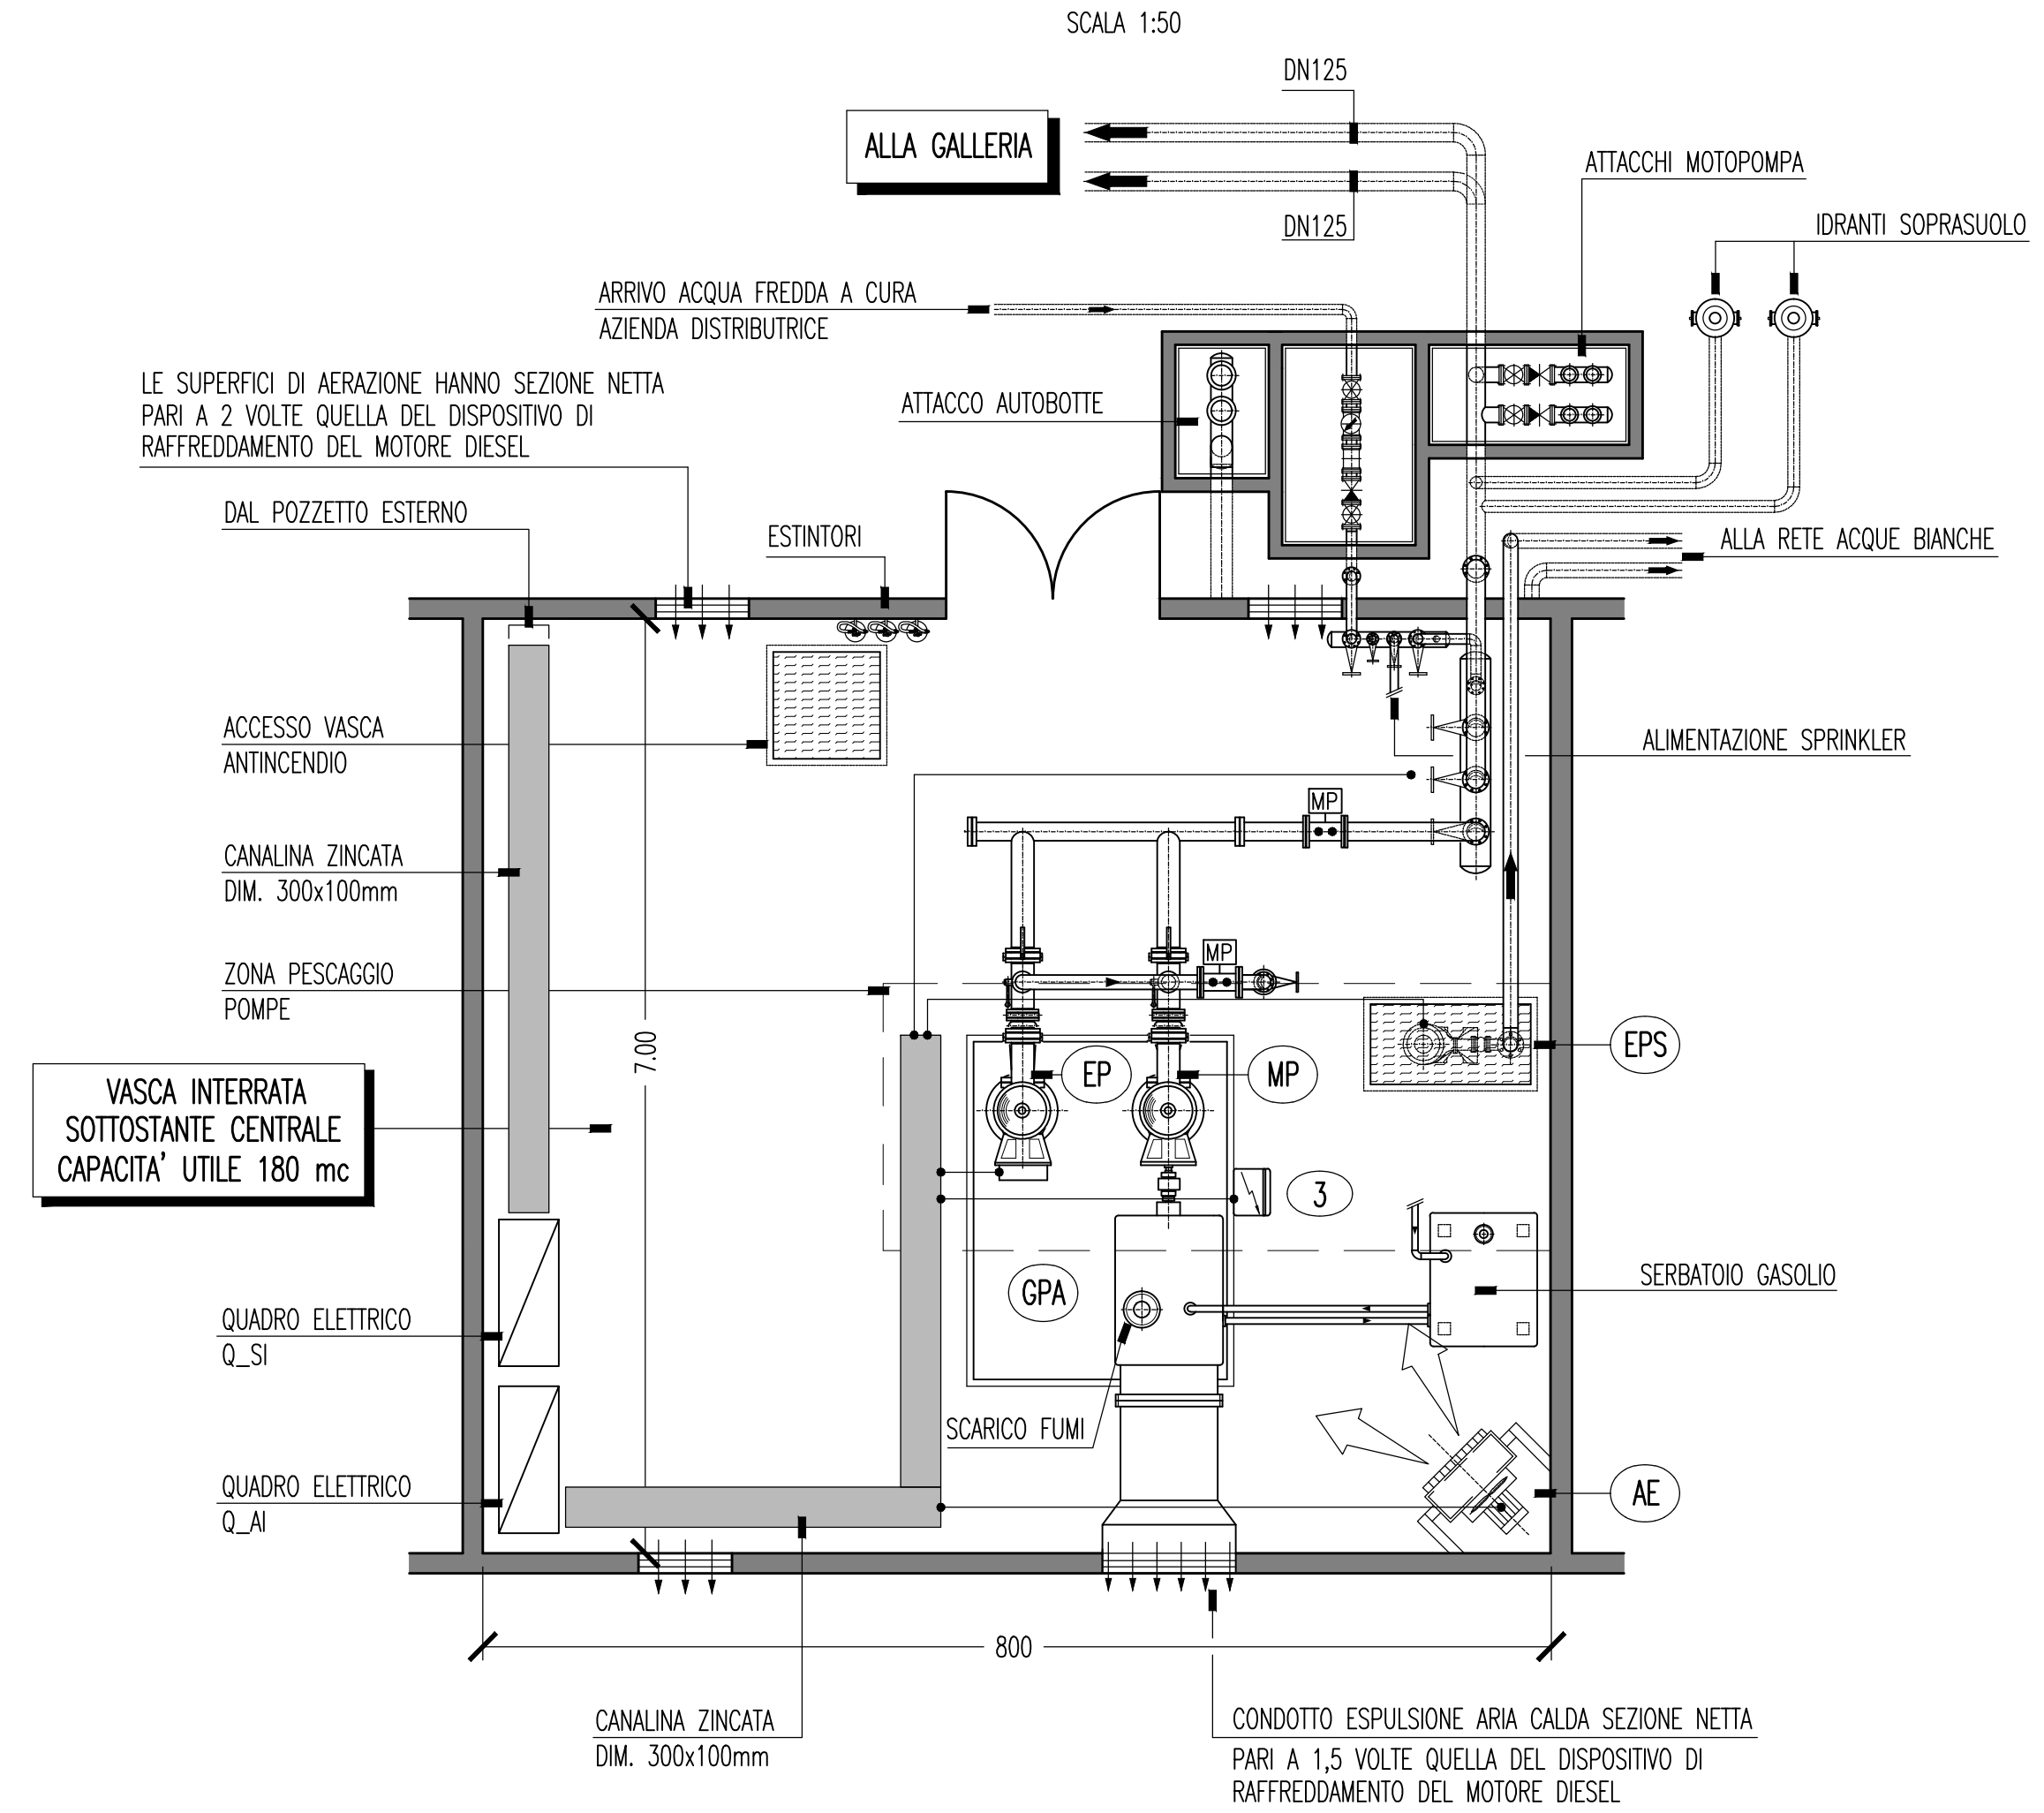 SCALA 1:50
DN125
ALLA GALLERIA
ATTACCHI MOTOPOMPA
DN125
IDRANTI SOPRASUOLO
ARRIVO ACQUA FREDDA A CURA
AZIENDA DISTRIBUTRICE
LE SUPERFICI DI AERAZIONE HANNO SEZIONE NETTA
PARI A 2 VOLTE QUELLA DEL DISPOSITIVO DI
RAFFREDDAMENTO DEL MOTORE DIESEL
ATTACCO AUTOBOTTE
DAL POZZETTO ESTERNO
ESTINTORI
ALLA RETE ACQUE BIANCHE
ACCESSO VASCA
ANTINCENDIO
ALIMENTAZIONE SPRINKLER
MP
CANALINA ZINCATA
DIM. 300x100mm
MP
ZONA PESCAGGIO
POMPE
7.00
EP
MP
EPS
VASCA INTERRATA
SOTTOSTANTE CENTRALE
CAPACITA' UTILE 180 mc
3
GPA
SERBATOIO GASOLIO
QUADRO ELETTRICO
Q_SI
SCARICO FUMI
QUADRO ELETTRICO
Q_AI
AE
800
CANALINA ZINCATA
DIM. 300x100mm
CONDOTTO ESPULSIONE ARIA CALDA SEZIONE NETTA
PARI A 1,5 VOLTE QUELLA DEL DISPOSITIVO DI
RAFFREDDAMENTO DEL MOTORE DIESEL